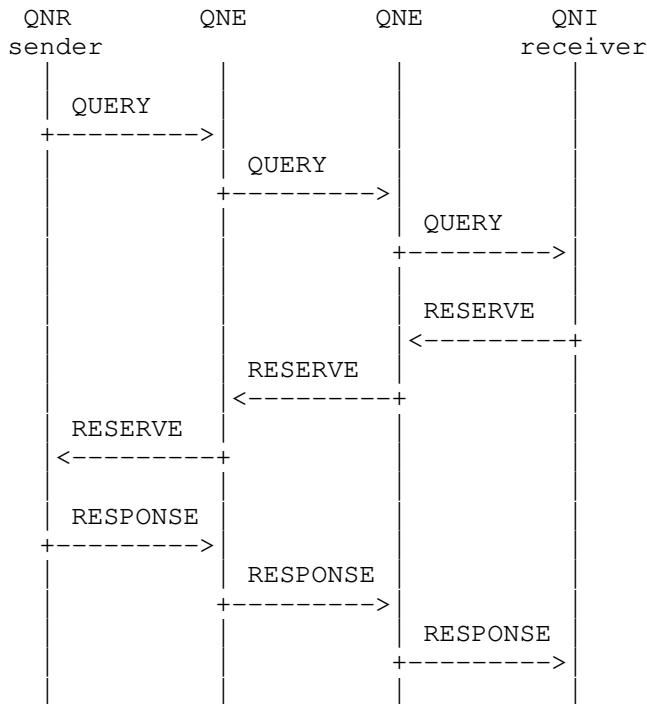 QNR QNE QNE QNI
sender receiver
QUERY
QUERY
QUERY
RESERVE
RESERVE
RESERVE
RESPONSE
RESPONSE
RESPONSE